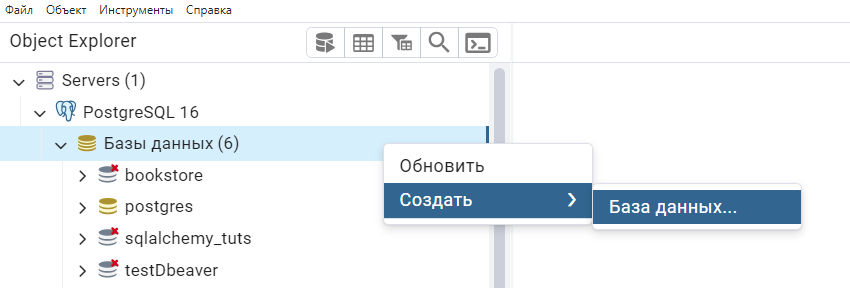 Файл Объект Инструменты Справка
Object Explorer
Servers (1)
PostgreSQL 16
Базы данных (6)
Обновить
bookstore
Создать
База данных...
postgres
sqlalchemy_tuts
testDbeaver